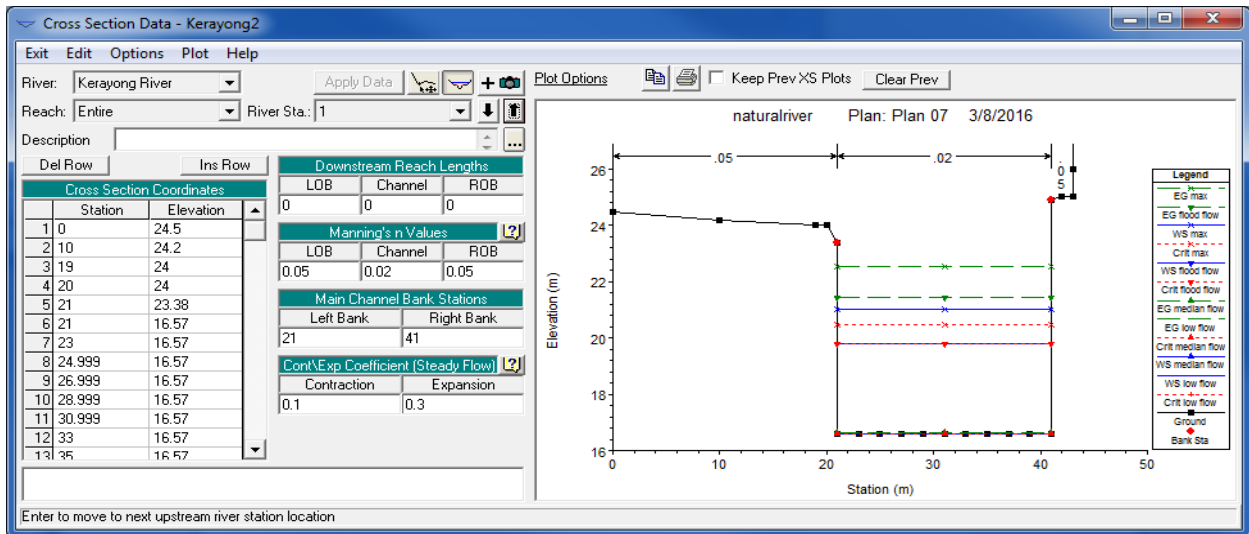 Cross Section Data - Kerayong2
Exit Edit Options Plot Help
River: Kerayong River Apply Data
Reach: Entire River Sta.: 1
Description ...
Del Row Ins Row
Cross Section Coordinates
Station Elevation
1 0 24.5
2 10 24.2
3 19 24
4 20 24
5 21 23.38
6 21 16.57
7 23 16.57
8 24.999 16.57
9 26.999 16.57
10 28.999 16.57
11 30.999 16.57
12 33 16.57
13 35 16.57
Downstream Reach Lengths
LOB Channel ROB
0 0 0
Manning's n Values
LOB Channel ROB
0.05 0.02 0.05
Main Channel Bank Stations
Left Bank Right Bank
21 41
Cont\Exp Coefficient (Steady Flow)
Contraction Expansion
0.1 0.3
Plot Options Keep Prev XS Plots Clear Prev
naturalriver Plan: Plan 07 3/8/2016
.05 .02 .05
26
24
22
20
18
16
Elevation (m)
0 10 20 30 40 50
Station (m)
Legend
EG max
EG flood flow
WS max
Crit max
WS flood flow
Crit flood flow
EG median flow
EG low flow
Crit median flow
WS median flow
WS low flow
Crit low flow
Ground
Bank Sta
Enter to move to next upstream river station location